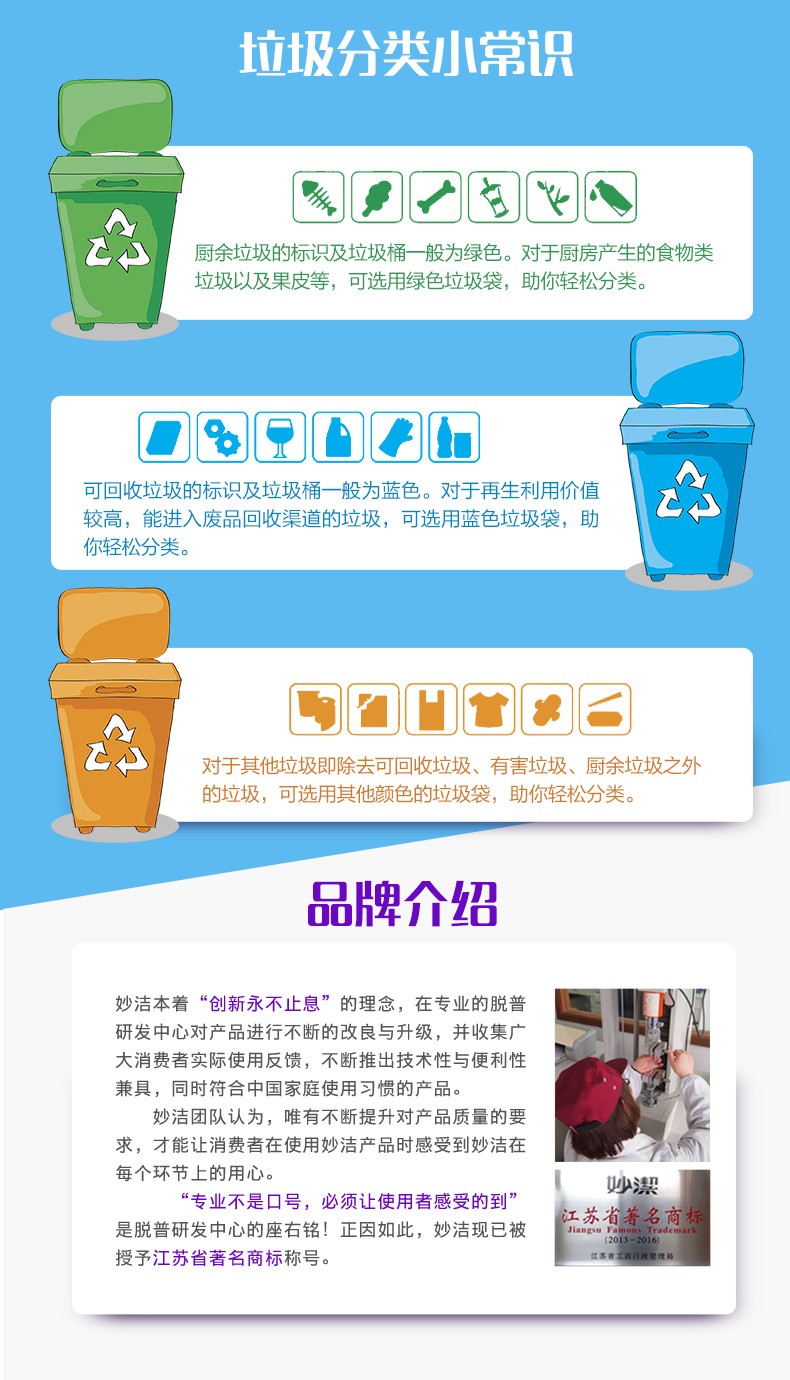 垃圾分类小常识
厨余垃圾的标识及垃圾桶一般为绿色。对于厨房产生的食物类
垃圾以及果皮等，可选用绿色垃圾袋，助你轻松分类。
可回收垃圾的标识及垃圾桶一般为蓝色。对于再生利用价值
较高，能进入废品回收渠道的垃圾，可选用蓝色垃圾袋，助
你轻松分类。
对于其他垃圾即除去可回收垃圾、有害垃圾、厨余垃圾之外
的垃圾，可选用其他颜色的垃圾袋，助你轻松分类。
品牌介绍
妙洁本着“创新永不止息”的理念，在专业的脱普
研发中心对产品进行不断的改良与升级，并收集广
大消费者实际使用反馈，不断推出技术性与便利性
兼具，同时符合中国家庭使用习惯的产品。
妙洁团队认为，唯有不断提升对产品质量的要
求，才能让消费者在使用妙洁产品时感受到妙洁在
每个环节上的用心。
“专业不是口号，必须让使用者感受的到”
是脱普研发中心的座右铭！正因如此，妙洁现已被
授予江苏省著名商标称号。
妙潔
江苏省著名商标
Jiangsu Famous Trademark
(2013-2016)
江苏省工商行政管理局